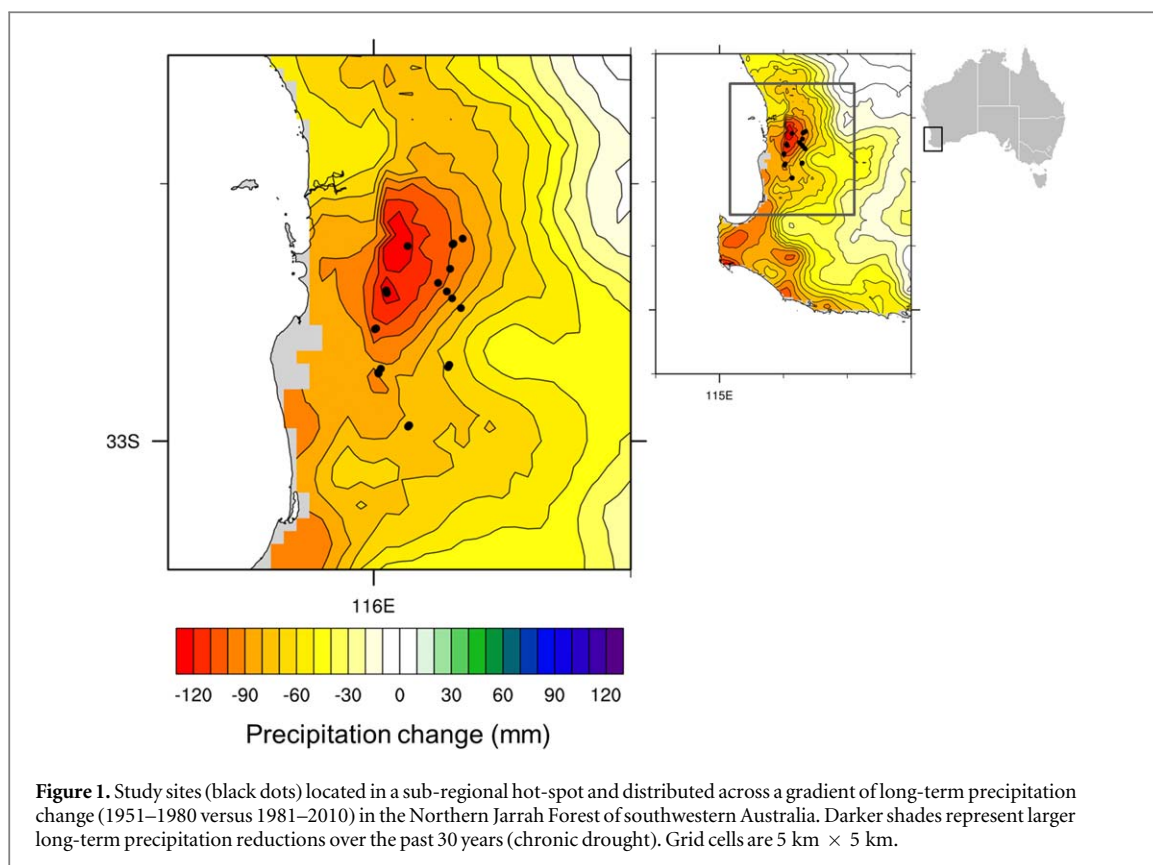 33S
116E
115E
-120 -90 -60 -30 0 30 60 90 120
Precipitation change (mm)
Figure 1. Study sites (black dots) located in a sub-regional hot-spot and distributed across a gradient of long-term precipitation
change (1951–1980 versus 1981–2010) in the Northern Jarrah Forest of southwestern Australia. Darker shades represent larger
long-term precipitation reductions over the past 30 years (chronic drought). Grid cells are 5 km × 5 km.